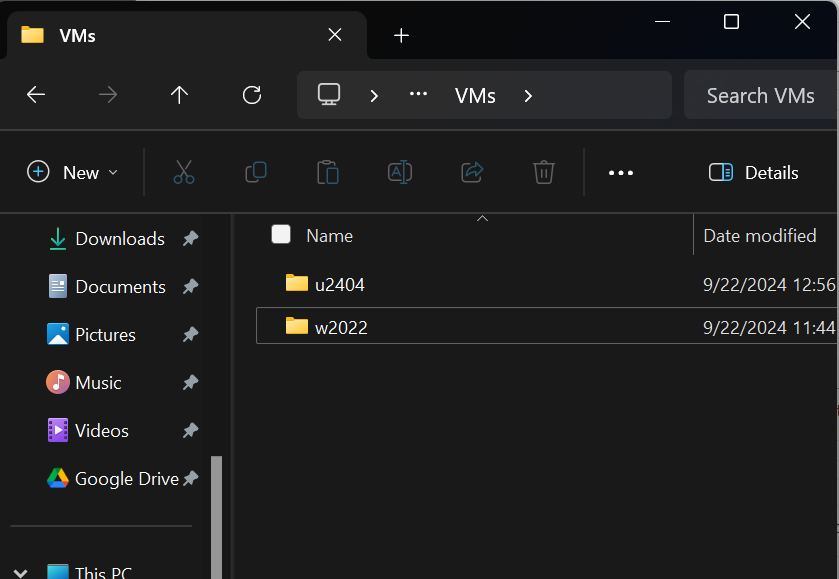 VMs
VMs
Search VMs
New
Details
Downloads
Documents
Pictures
Music
Videos
Google Drive
This PC
Name
Date modified
u2404
9/22/2024 12:56
w2022
9/22/2024 11:44